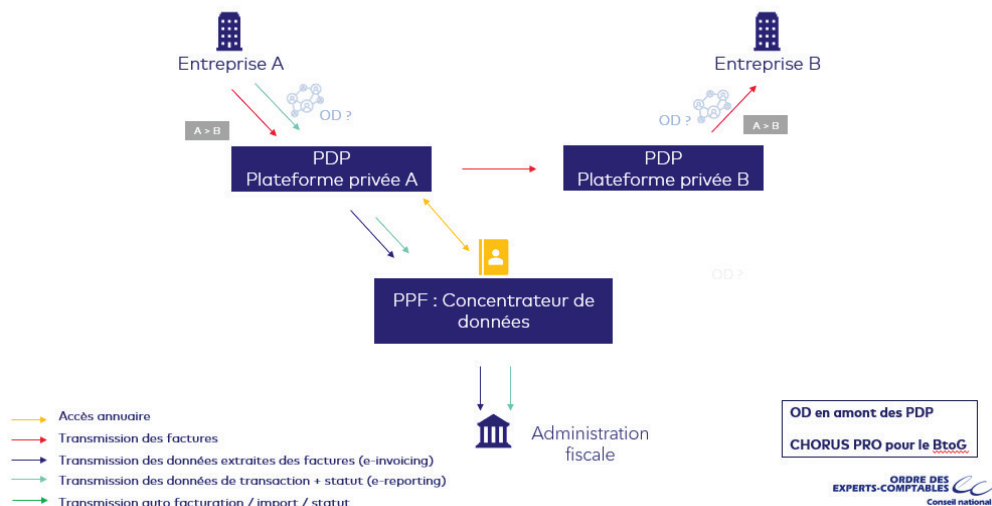 Entreprise A
Entreprise B
OD ?
OD ?
A > B
A > B
PDP
Plateforme privée A
PDP
Plateforme privée B
OD ?
PPF : Concentrateur de
données
Administration
fiscale
Accès annuaire
Transmission des factures
Transmission des données extraites des factures (e-invoicing)
Transmission des données de transaction + statut (e-reporting)
Transmission auto facturation / import / statut
OD en amont des PDP
CHORUS PRO pour le BtoG
ORDRE DES
EXPERTS-COMPTABLES
Conseil national